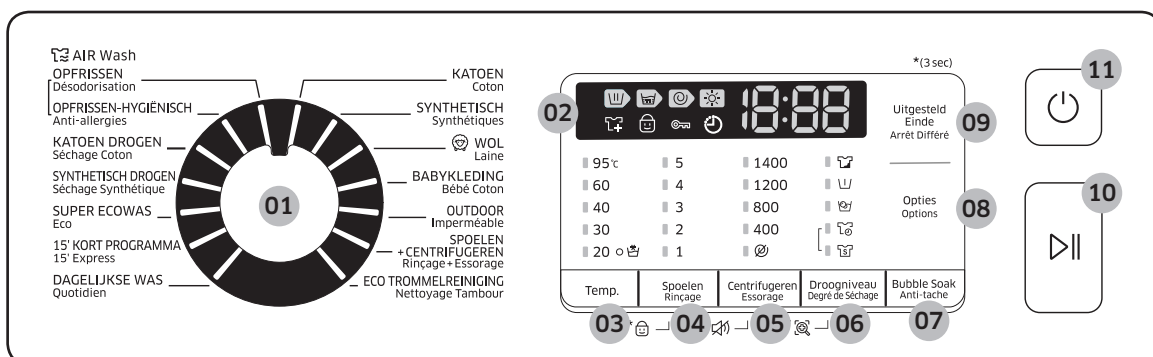 AIR Wash
OPFRISSEN
Désodorisation
OPFRISSEN-HYGIËNISCH
Anti-allergies
KATOEN DROGEN
Séchage Coton
SYNTHETISCH DROGEN
Séchage Synthétique
SUPER ECOWAS
Eco
15' KORT PROGRAMMA
15' Express
DAGELIJKSE WAS
Quotidien
01
KATOEN
Coton
SYNTHETISCH
Synthétiques
WOL
Laine
BABYKLEDING
Bébé Coton
OUTDOOR
Imperméable
SPOELEN
+CENTRIFUGEREN
Rinçage+Essorage
ECO TROMMELREINIGING
Nettoyage Tambour
*(3 sec)
02
18:88
95℃ 5 1400
60 4 1200
40 3 800
30 2 400
20 1
Uitgesteld
Einde
Arrêt Différé
09
Opties
Options
08
Temp.
Spoelen
Rinçage
Centrifugeren
Essorage
Droogniveau
Degré de Séchage
Bubble Soak
Anti-tache
03 * 04 05 06 07
11
10